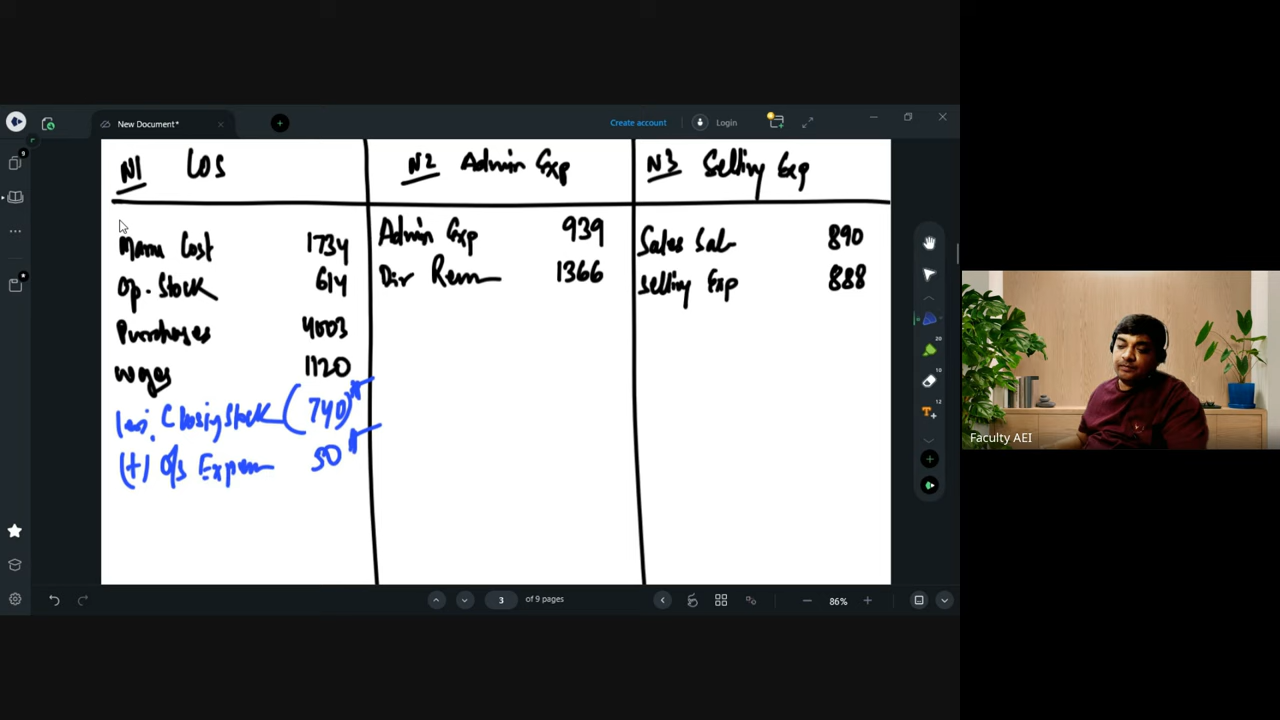 New Document*
Create account
Login
N1 COS
N2 Admin Exp
N3 Selling Exp
Manu Cost 1734
Op. Stock 614
Purchases 4003
Wages 1120
Less. Closing Stock (740)
(+) O/s Expen 50
Admin Exp 939
Dir Rem 1366
Sales Sal 890
Selling Exp 888
Faculty AEI
3 of 9 pages
86%